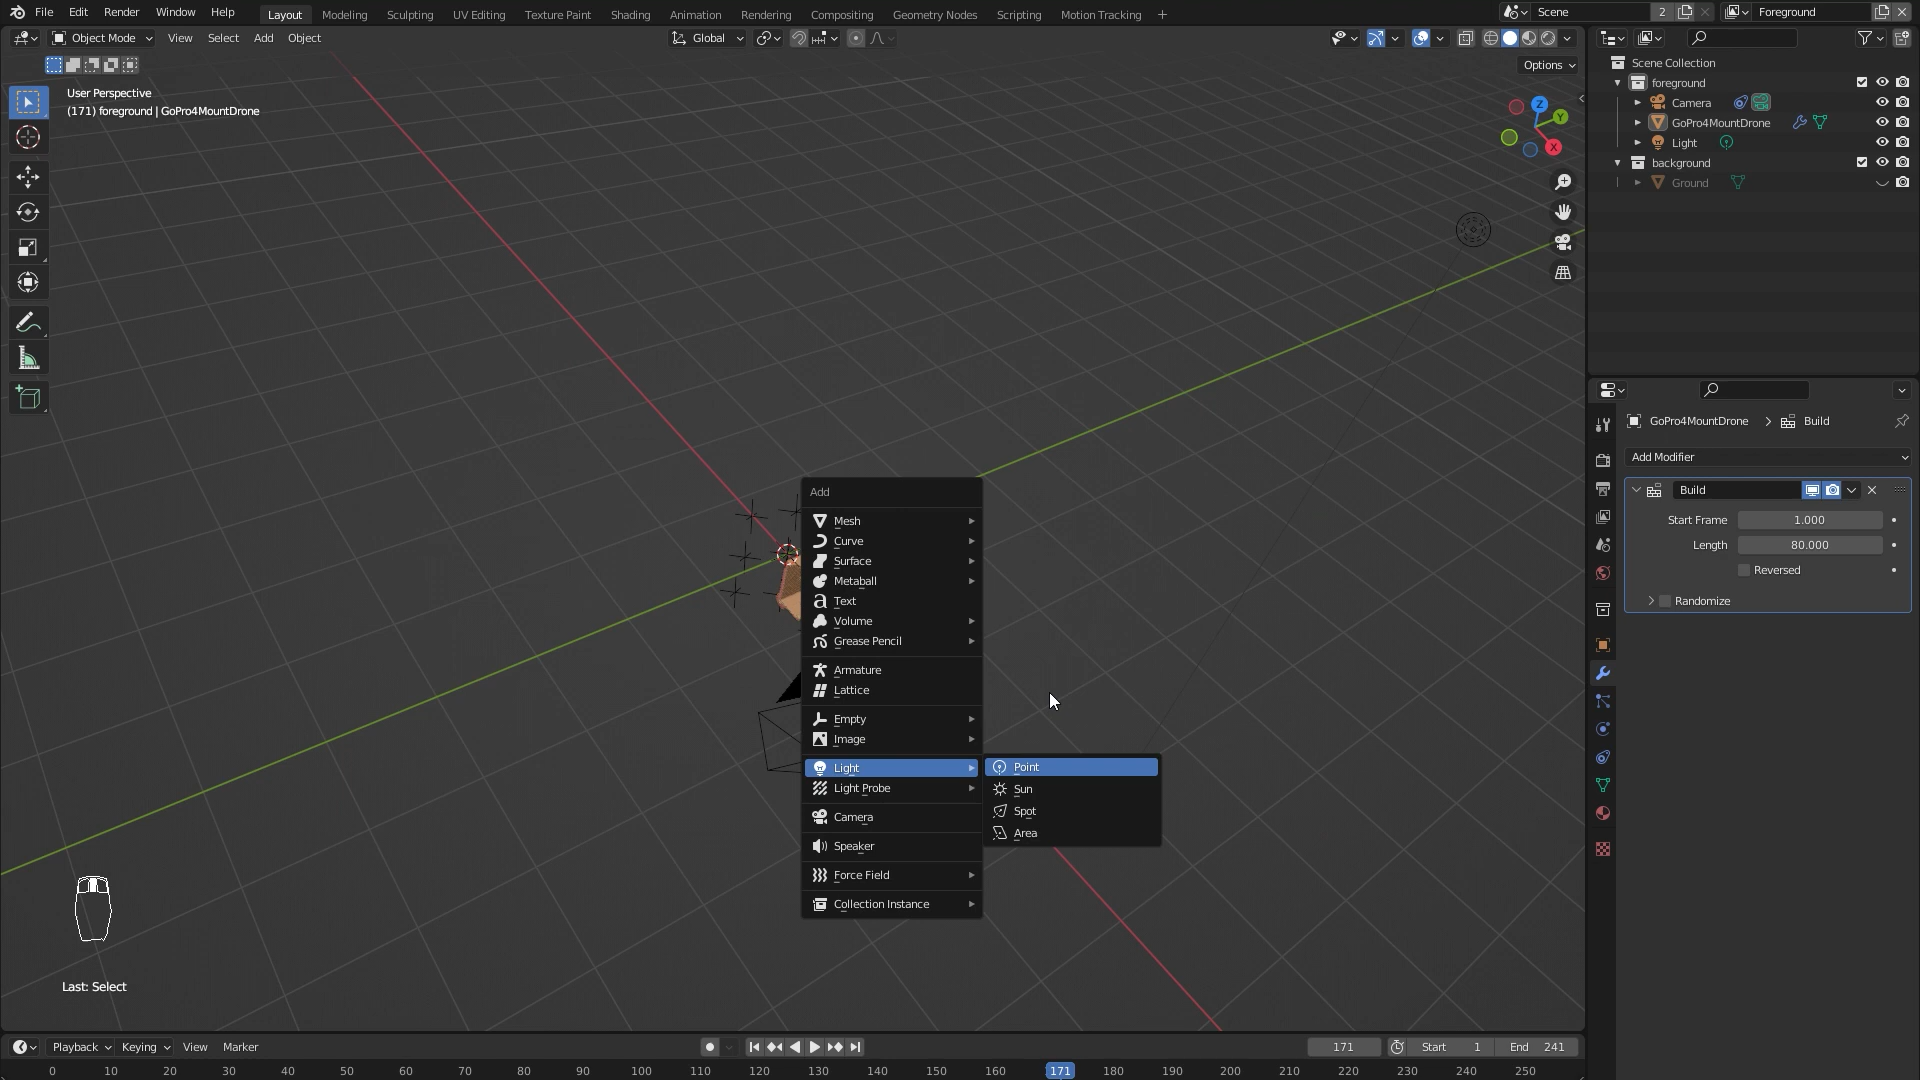 File Edit Render Window Help Layout Modeling Sculpting UV Editing Texture Paint Shading Animation Rendering Compositing Geometry Nodes Scripting Motion Tracking + Scene 2 Foreground
Object Mode View Select Add Object Global
Options
User Perspective
(171) foreground | GoPro4MountDrone
Z
Y
X
Scene Collection
foreground
Camera
GoPro4MountDrone
Light
background
Ground
GoPro4MountDrone > Build
Add Modifier
Build
Start Frame 1.000
Length 80.000
Reversed
Randomize
Add
Mesh
Curve
Surface
Metaball
Text
Volume
Grease Pencil
Armature
Lattice
Empty
Image
Light
Light Probe
Camera
Speaker
Force Field
Collection Instance
Point
Sun
Spot
Area
Last: Select
Playback Keying View Marker 171 Start 1 End 241
0 10 20 30 40 50 60 70 80 90 100 110 120 130 140 150 160 171 180 190 200 210 220 230 240 250